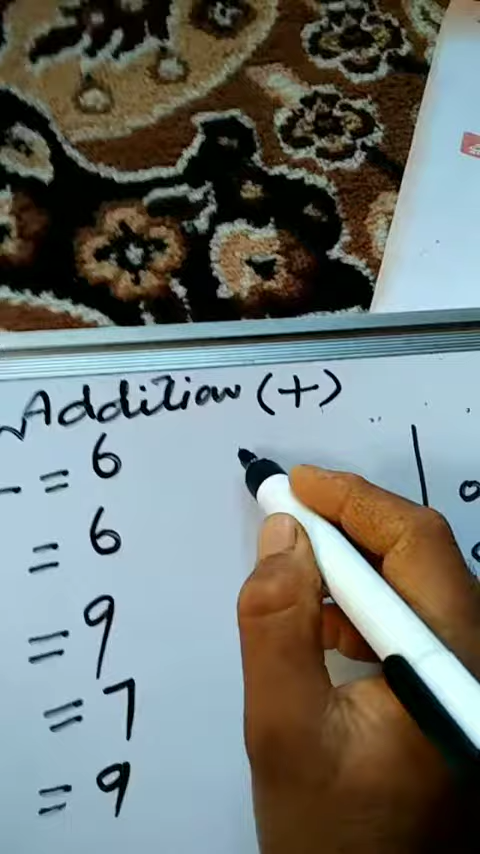 Addition (+)
- = 6
= 6
= 9
= 7
= 9